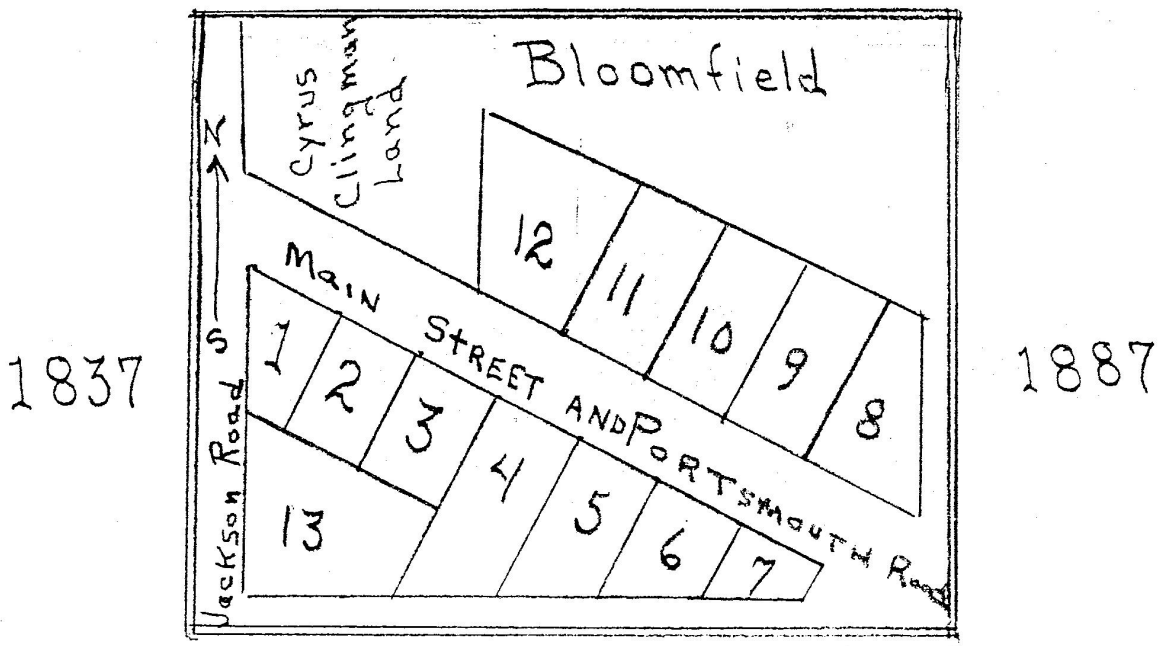 Bloomfield
Cyrus
Clingman
Land
N
S
1837
1887
Jackson Road
MAIN STREET AND PORTSMOUTH Road
12
11
10
9
8
1
2
3
4
5
6
7
13